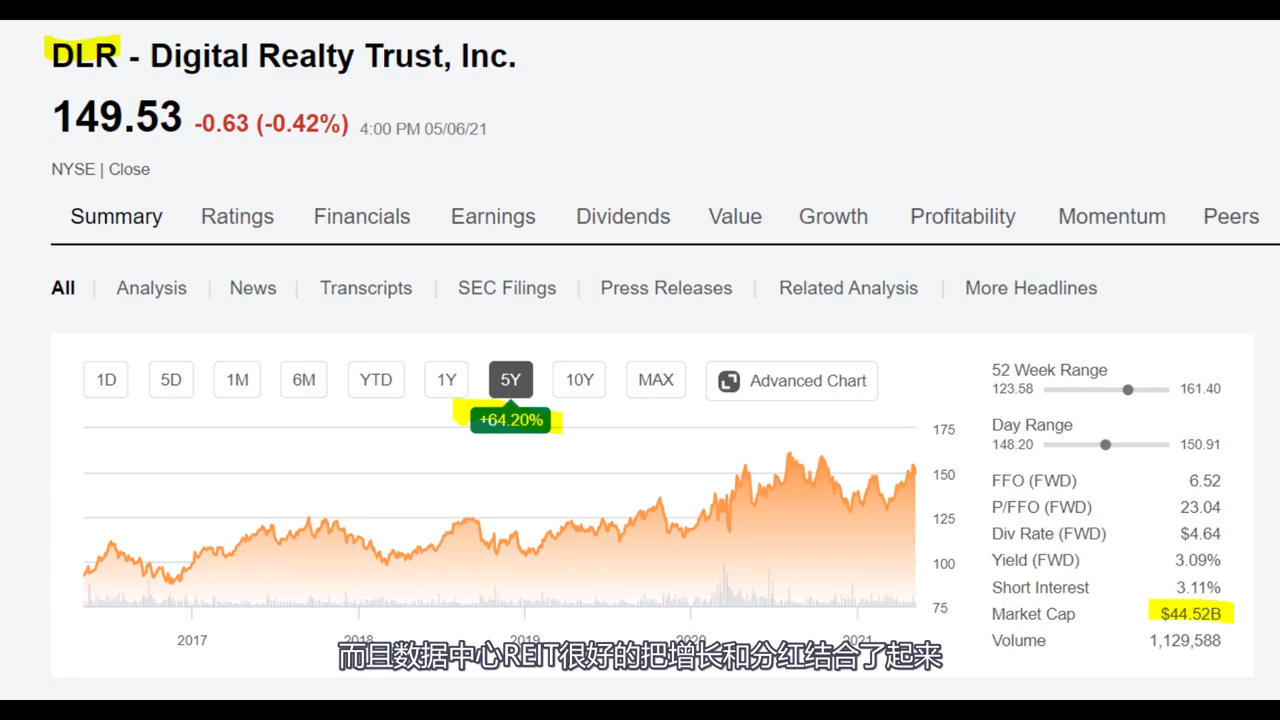 DLR - Digital Realty Trust, Inc.
149.53 -0.63 (-0.42%) 4:00 PM 05/06/21
NYSE | Close
Summary Ratings Financials Earnings Dividends Value Growth Profitability Momentum Peers
All | Analysis | News | Transcripts | SEC Filings | Press Releases | Related Analysis | More Headlines
1D 5D 1M 6M YTD 1Y 5Y 10Y MAX Advanced Chart
+64.20%
175
150
125
100
75
2017 2018 2019 2020 2021
52 Week Range
123.58 161.40
Day Range
148.20 150.91
FFO (FWD) 6.52
P/FFO (FWD) 23.04
Div Rate (FWD) $4.64
Yield (FWD) 3.09%
Short Interest 3.11%
Market Cap $44.52B
Volume 1,129,588
而且数据中心REIT很好的把增长和分红结合了起来